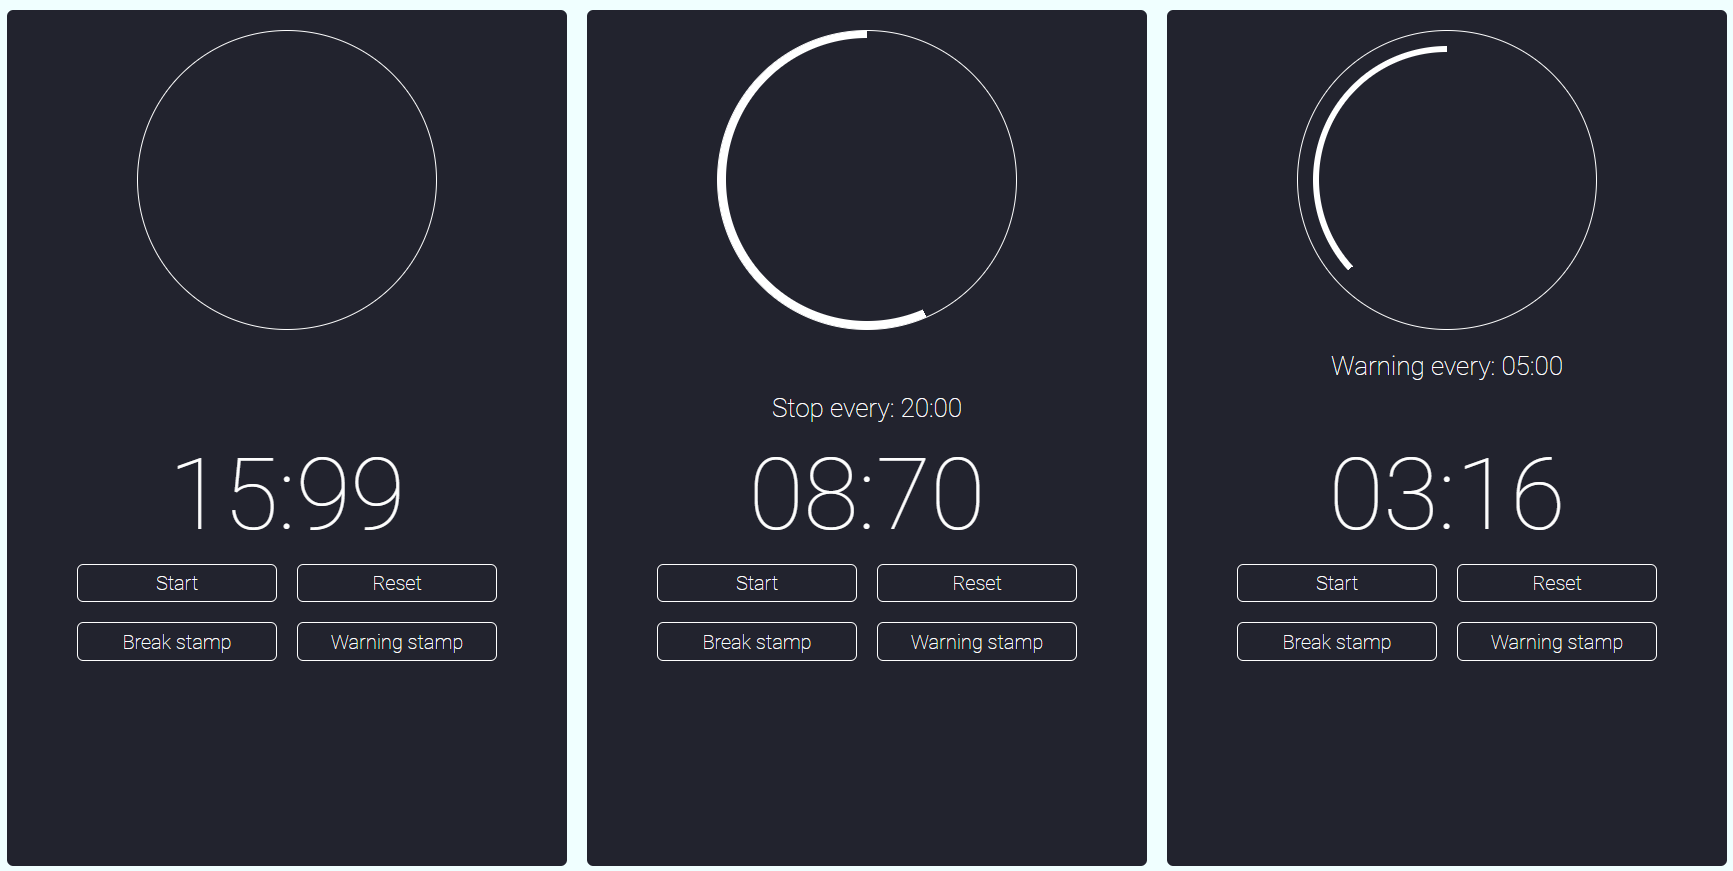 15:99
Start Reset
Break stamp Warning stamp
Stop every: 20:00
08:70
Start Reset
Break stamp Warning stamp
Warning every: 05:00
03:16
Start Reset
Break stamp Warning stamp